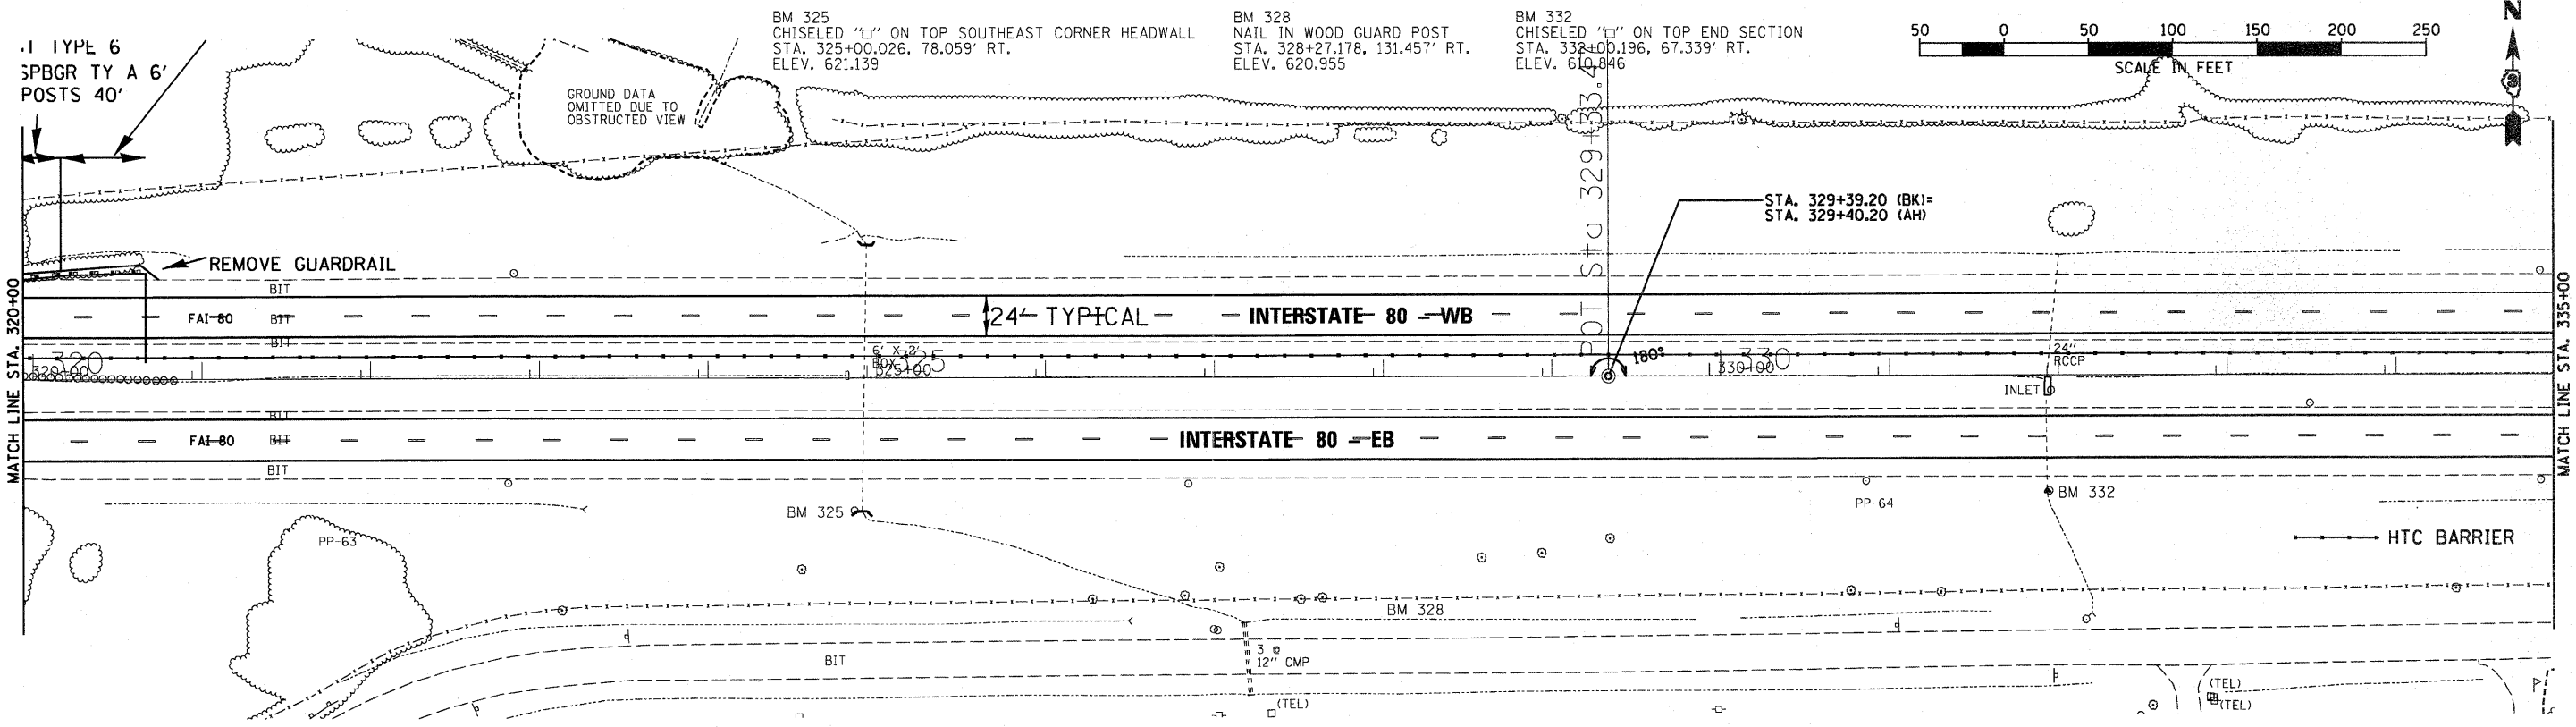 BM 325
CHISELED "□" ON TOP SOUTHEAST CORNER HEADWALL
STA. 325+00.026, 78.059' RT.
ELEV. 621.139
BM 328
NAIL IN WOOD GUARD POST
STA. 328+27.178, 131.457' RT.
ELEV. 620.955
BM 332
CHISELED "□" ON TOP END SECTION
STA. 332+00.196, 67.339' RT.
ELEV. 610.846
50 0 50 100 150 200 250
SCALE IN FEET
N
TYPE 6
SPBGR TY A 6'
POSTS 40'
GROUND DATA
OMITTED DUE TO
OBSTRUCTED VIEW
POT Sta 329+33.4
STA. 329+39.20 (BK)=
STA. 329+40.20 (AH)
REMOVE GUARDRAIL
MATCH LINE STA. 320+00
MATCH LINE STA. 335+00
BIT
FAI-80 BIT
24' TYPICAL
INTERSTATE 80 - WB
BIT
320
320+00
6' X 2'
BOX
325
325+00
180°
330
330+00
24"
RCCP
INLET
BIT
FAI-80 BIT
INTERSTATE 80 - EB
BIT
BM 325
PP-63
PP-64
BM 332
HTC BARRIER
BM 328
BIT
3 @
12" CMP
(TEL)
(TEL)
(TEL)